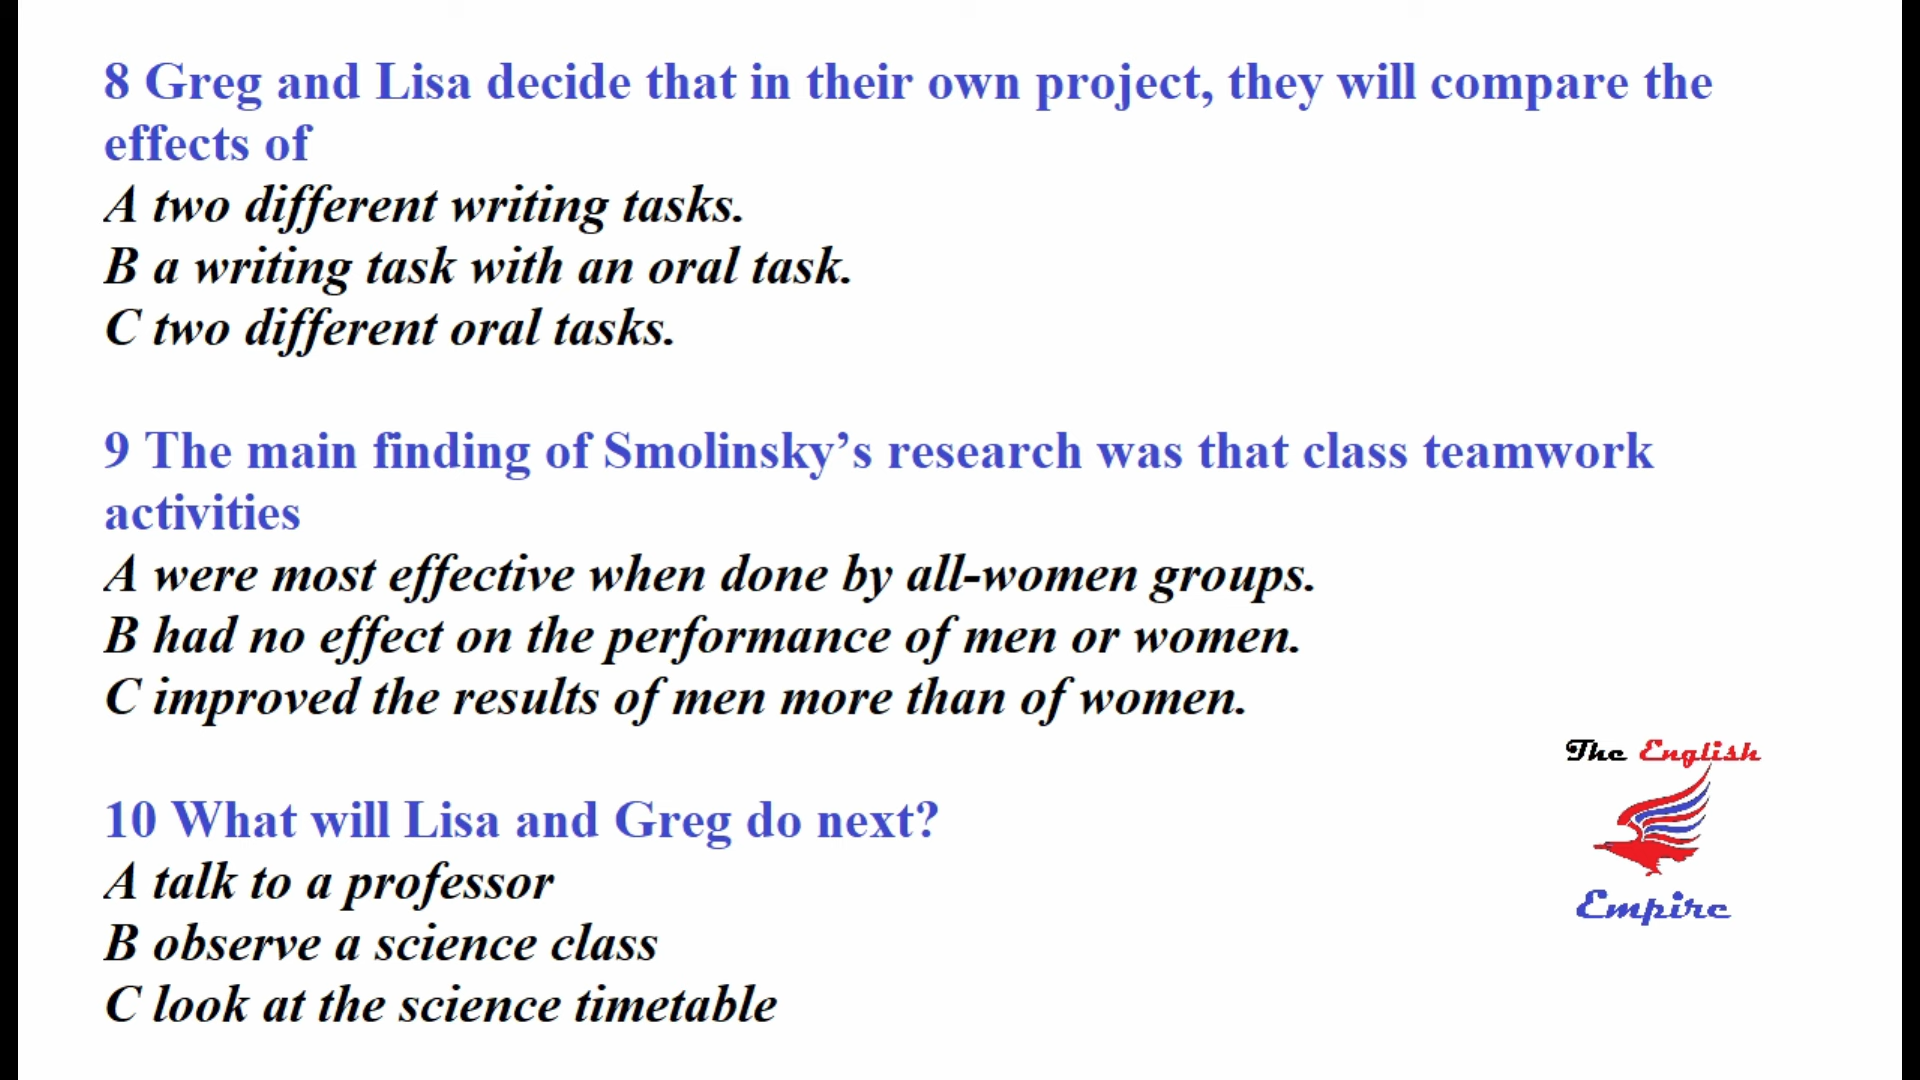 8 Greg and Lisa decide that in their own project, they will compare the
effects of
A two different writing tasks.
B a writing task with an oral task.
C two different oral tasks.
9 The main finding of Smolinsky’s research was that class teamwork
activities
A were most effective when done by all-women groups.
B had no effect on the performance of men or women.
C improved the results of men more than of women.
10 What will Lisa and Greg do next?
A talk to a professor
B observe a science class
C look at the science timetable
The English
Empire